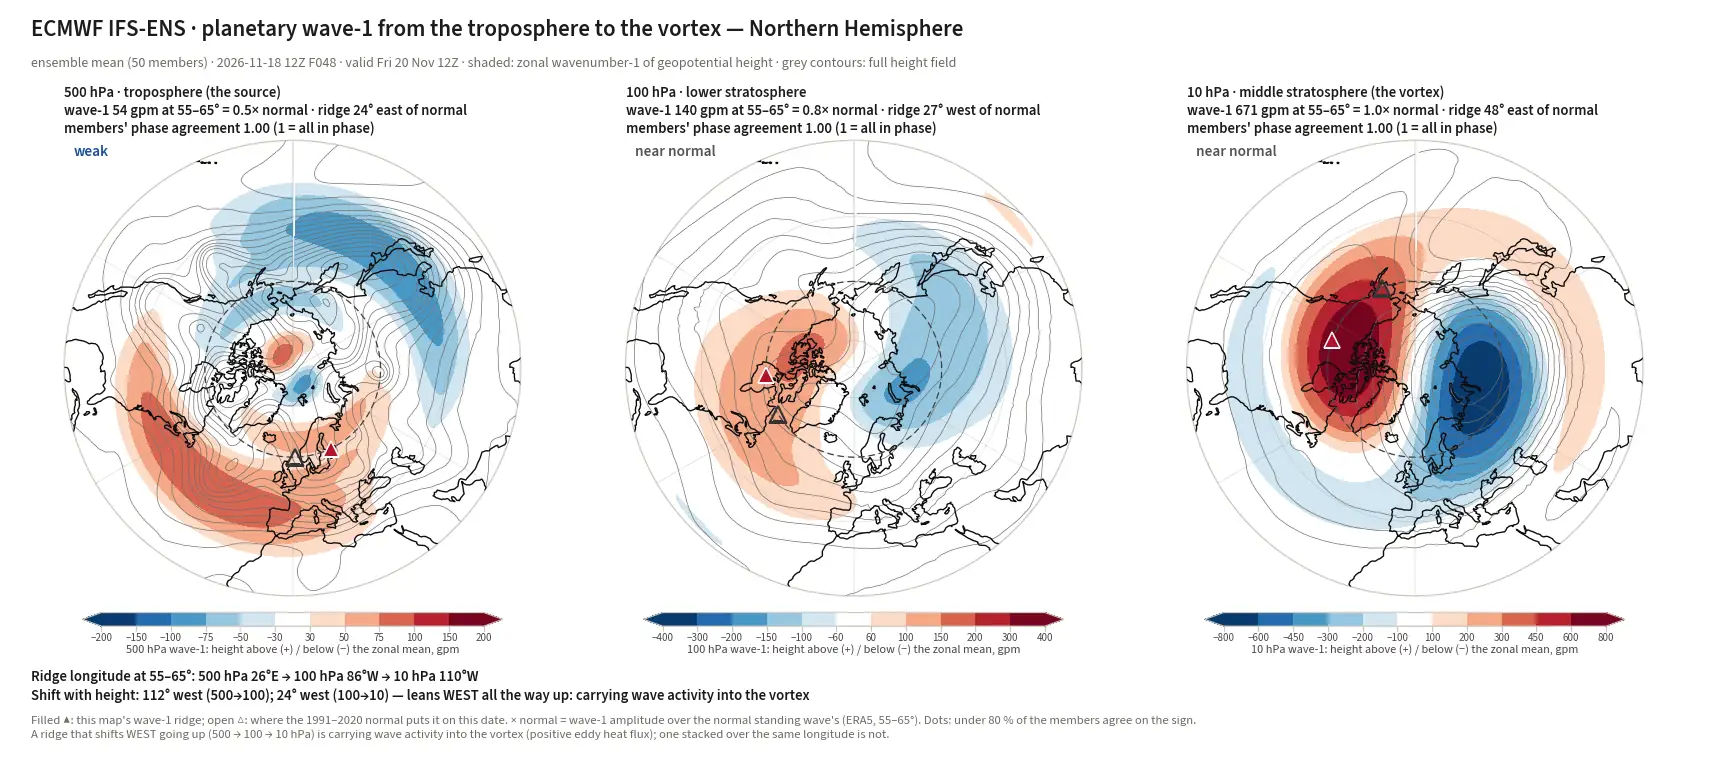 ECMWF IFS-ENS · planetary wave-1 from the troposphere to the vortex — Northern Hemisphere
ensemble mean (50 members) · 2026-11-18 12Z F048 · valid Fri 20 Nov 12Z · shaded: zonal wavenumber-1 of geopotential height · grey contours: full height field
500 hPa · troposphere (the source)
wave-1 54 gpm at 55–65° = 0.5× normal · ridge 24° east of normal
members' phase agreement 1.00 (1 = all in phase)
weak
100 hPa · lower stratosphere
wave-1 140 gpm at 55–65° = 0.8× normal · ridge 27° west of normal
members' phase agreement 1.00 (1 = all in phase)
near normal
10 hPa · middle stratosphere (the vortex)
wave-1 671 gpm at 55–65° = 1.0× normal · ridge 48° east of normal
members' phase agreement 1.00 (1 = all in phase)
near normal
−200 −150 −100 −75 −50 −30 30 50 75 100 150 200
500 hPa wave-1: height above (+) / below (−) the zonal mean, gpm
−400 −300 −200 −150 −100 −60 60 100 150 200 300 400
100 hPa wave-1: height above (+) / below (−) the zonal mean, gpm
−800 −600 −450 −300 −200 −100 100 200 300 450 600 800
10 hPa wave-1: height above (+) / below (−) the zonal mean, gpm
Ridge longitude at 55–65°: 500 hPa 26°E → 100 hPa 86°W → 10 hPa 110°W
Shift with height: 112° west (500→100); 24° west (100→10) — leans WEST all the way up: carrying wave activity into the vortex
Filled ▲: this map's wave-1 ridge; open △: where the 1991–2020 normal puts it on this date. × normal = wave-1 amplitude over the normal standing wave's (ERA5, 55–65°). Dots: under 80 % of the members agree on the sign.
A ridge that shifts WEST going up (500 → 100 → 10 hPa) is carrying wave activity into the vortex (positive eddy heat flux); one stacked over the same longitude is not.